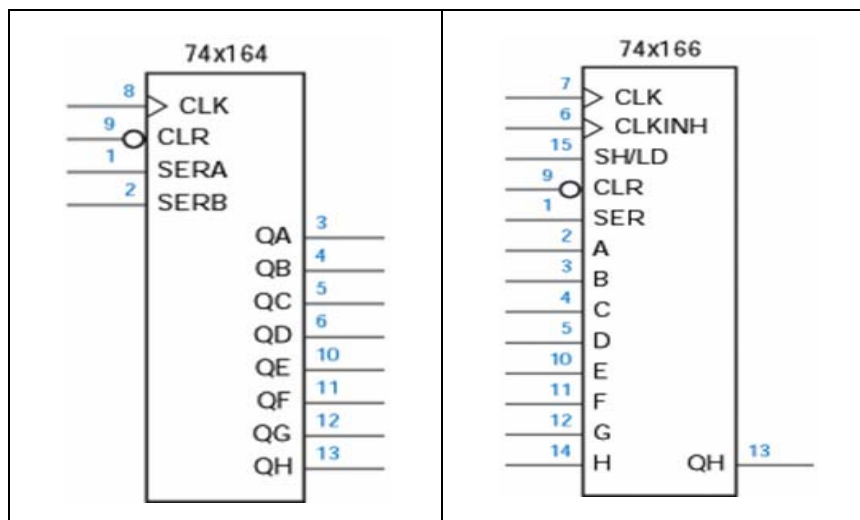 74x164
8 CLK
9 CLR
1 SERA
2 SERB
QA 3
QB 4
QC 5
QD 6
QE 10
QF 11
QG 12
QH 13
74x166
7 CLK
6 CLKINH
15 SH/LD
9 CLR
1 SER
2 A
3 B
4 C
5 D
10 E
11 F
12 G
14 H QH 13